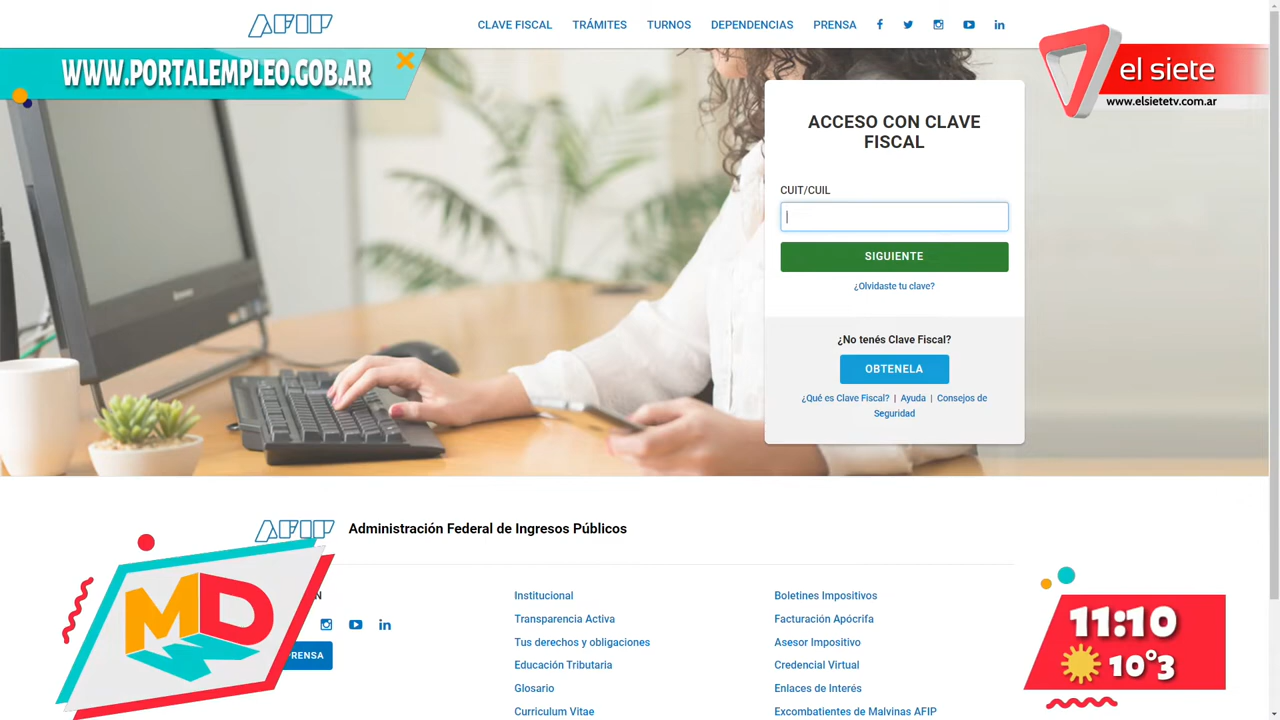 AFIP
CLAVE FISCAL TRÁMITES TURNOS DEPENDENCIAS PRENSA
WWW.PORTALEMPLEO.GOB.AR
el siete
www.elsietetv.com.ar
ACCESO CON CLAVE
FISCAL
CUIT/CUIL
SIGUIENTE
¿Olvidaste tu clave?
¿No tenés Clave Fiscal?
OBTENELA
¿Qué es Clave Fiscal? | Ayuda | Consejos de
Seguridad
AFIP Administración Federal de Ingresos Públicos
Institucional
Transparencia Activa
Tus derechos y obligaciones
Educación Tributaria
Glosario
Curriculum Vitae
Boletines Impositivos
Facturación Apócrifa
Asesor Impositivo
Credencial Virtual
Enlaces de Interés
Excombatientes de Malvinas AFIP
MD
11:10
10°3